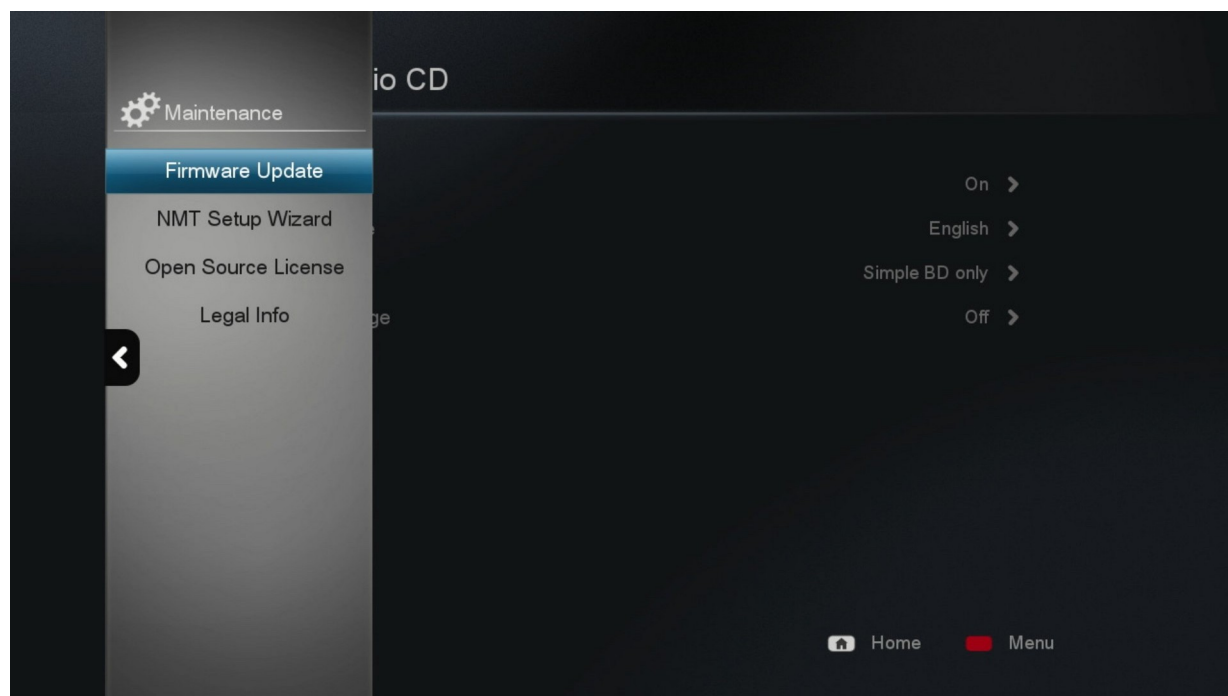 io CD
Maintenance
Firmware Update
On
NMT Setup Wizard
English
Open Source License
Simple BD only
Legal Info
ge
Off
Home
Menu